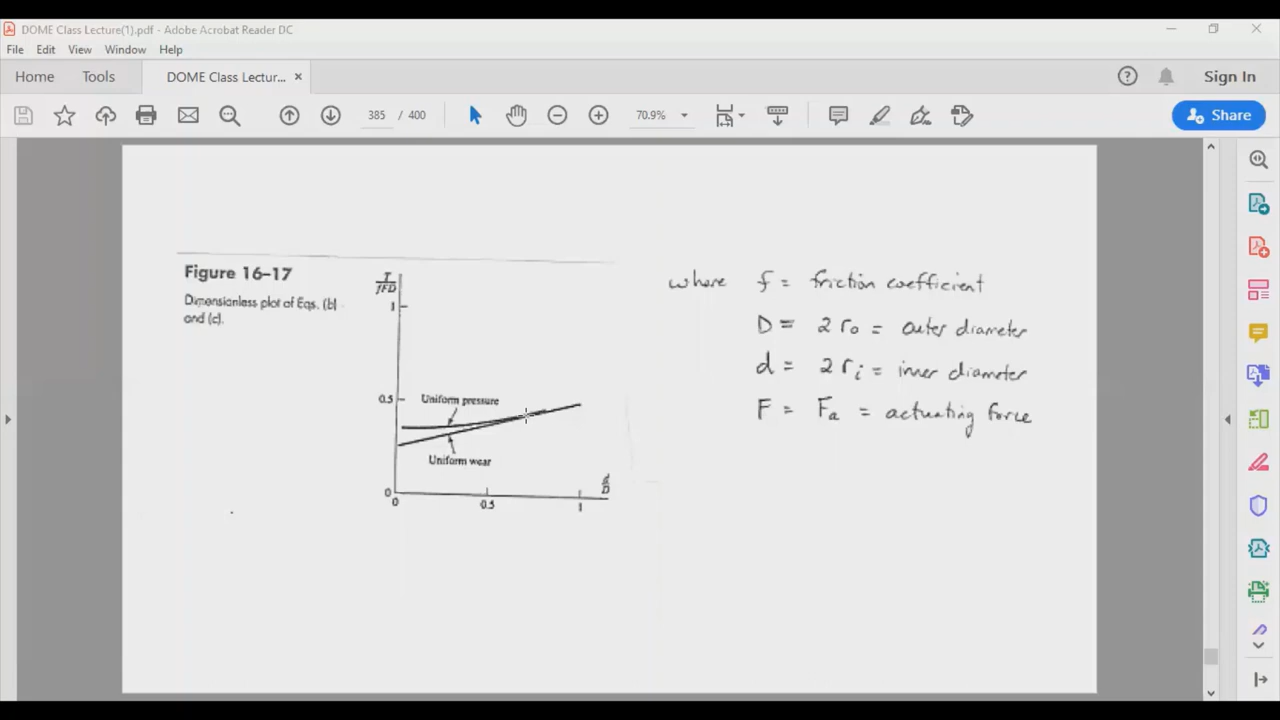 DOME Class Lecture(1).pdf - Adobe Acrobat Reader DC
File Edit View Window Help
Home Tools DOME Class Lectur... × Sign In
385 / 400 70.9% Share
Figure 16–17
Dimensionless plot of Eqs. (b)
and (c).
T
fFD
1
0.5
Uniform pressure
Uniform wear
0
0 0.5 1
d
D
where f = friction coefficient
D = 2 ro = outer diameter
d = 2 ri = inner diameter
F = Fa = actuating force